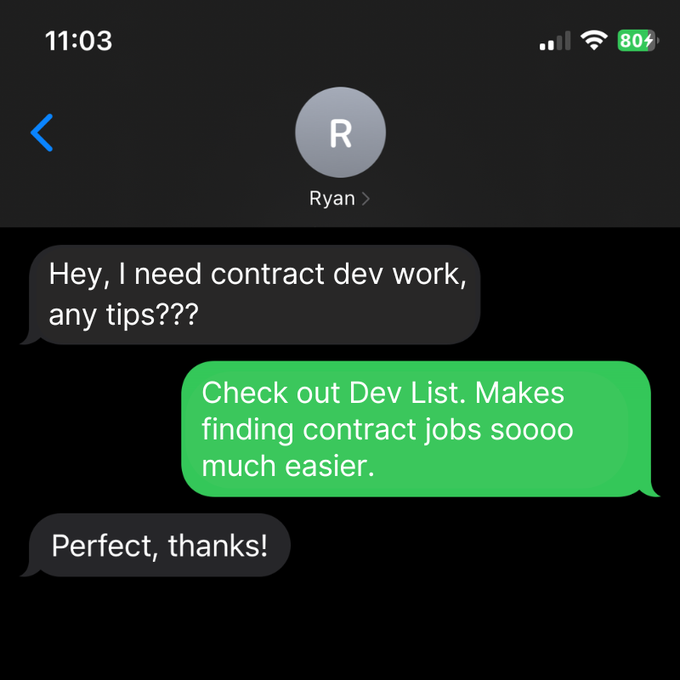 11:03
80
R
Ryan
Hey, I need contract dev work,
any tips???
Check out Dev List. Makes
finding contract jobs soooo
much easier.
Perfect, thanks!